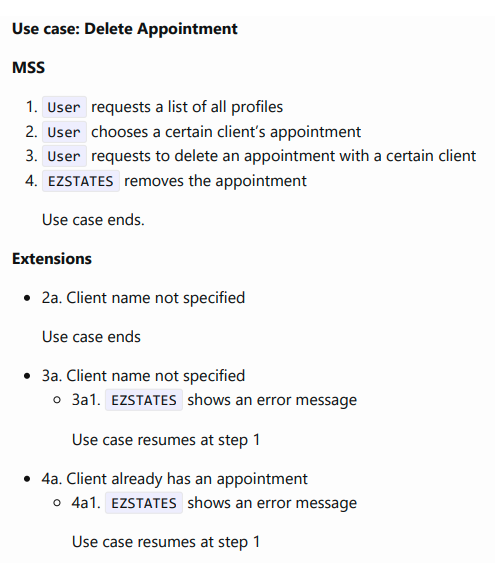 Use case: Delete Appointment
MSS
1. User requests a list of all profiles
2. User chooses a certain client's appointment
3. User requests to delete an appointment with a certain client
4. EZSTATES removes the appointment
Use case ends.
Extensions
• 2a. Client name not specified
Use case ends
• 3a. Client name not specified
◦ 3a1. EZSTATES shows an error message
Use case resumes at step 1
• 4a. Client already has an appointment
◦ 4a1. EZSTATES shows an error message
Use case resumes at step 1